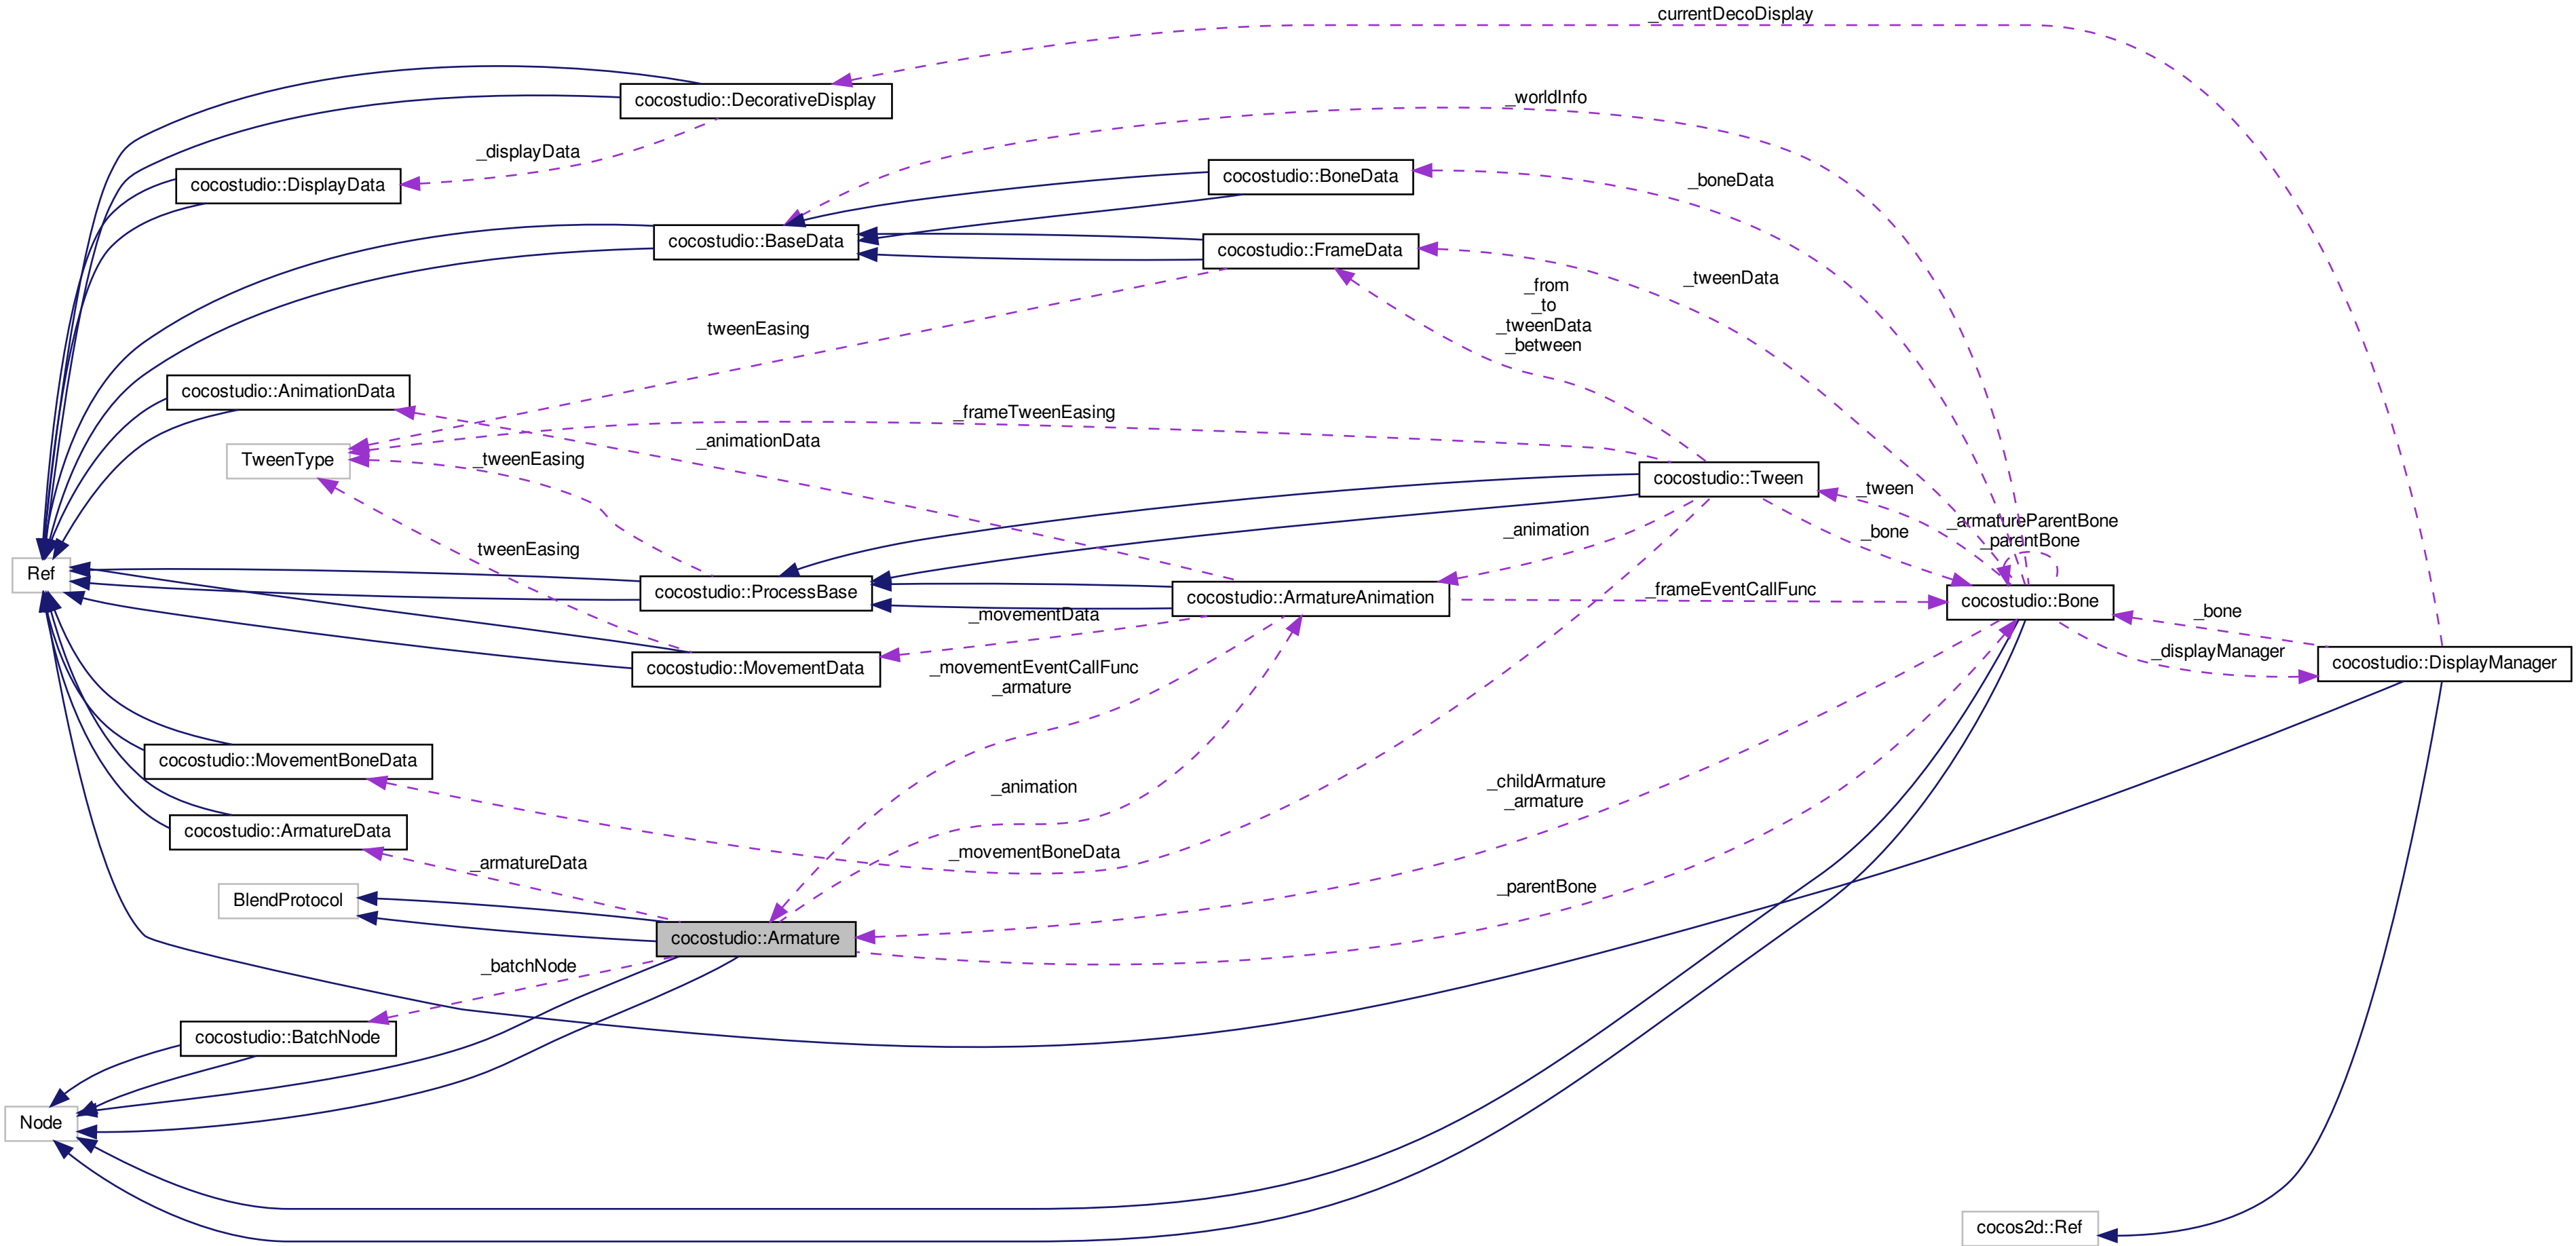 _currentDecoDisplay
cocostudio::DecorativeDisplay
_worldInfo
_displayData
cocostudio::DisplayData
cocostudio::BoneData
_boneData
cocostudio::BaseData
cocostudio::FrameData
_tweenData
_from
_to
_tweenData
_between
tweenEasing
cocostudio::AnimationData
_frameTweenEasing
_animationData
TweenType
_tweenEasing
cocostudio::Tween
_tween
_armatureParentBone
_parentBone
_animation
_bone
tweenEasing
Ref
cocostudio::ProcessBase
cocostudio::ArmatureAnimation
_frameEventCallFunc
cocostudio::Bone
_movementData
_bone
_displayManager
cocostudio::DisplayManager
cocostudio::MovementData
_movementEventCallFunc
_armature
cocostudio::MovementBoneData
_animation
_childArmature
_armature
cocostudio::ArmatureData
_armatureData
_movementBoneData
BlendProtocol
_parentBone
cocostudio::Armature
_batchNode
cocostudio::BatchNode
Node
cocos2d::Ref